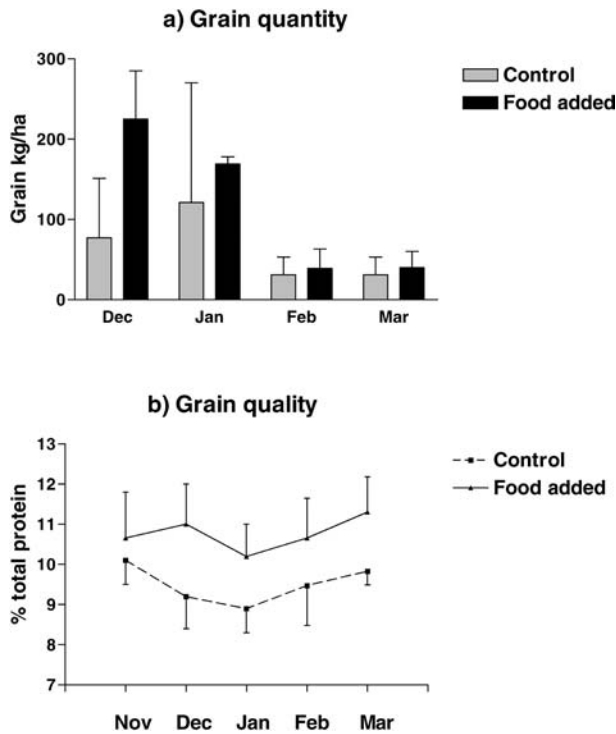 a) Grain quantity
300
200
100
0
Grain kg/ha
Dec Jan Feb Mar
Control
Food added
b) Grain quality
13
12
11
10
9
8
7
% total protein
Nov Dec Jan Feb Mar
Control
Food added